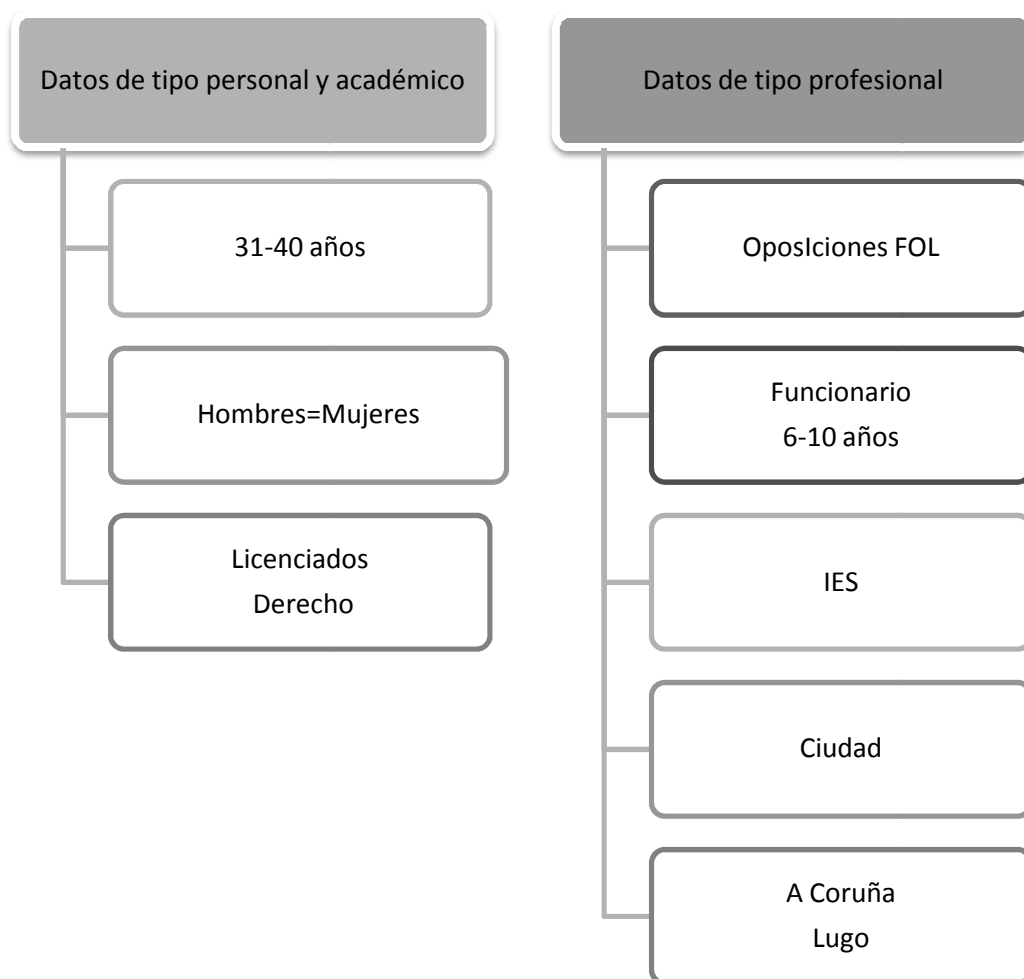 Datos de tipo personal y académico
31-40 años
Hombres=Mujeres
Licenciados
Derecho
Datos de tipo profesional
OposIciones FOL
Funcionario
6-10 años
IES
Ciudad
A Coruña
Lugo